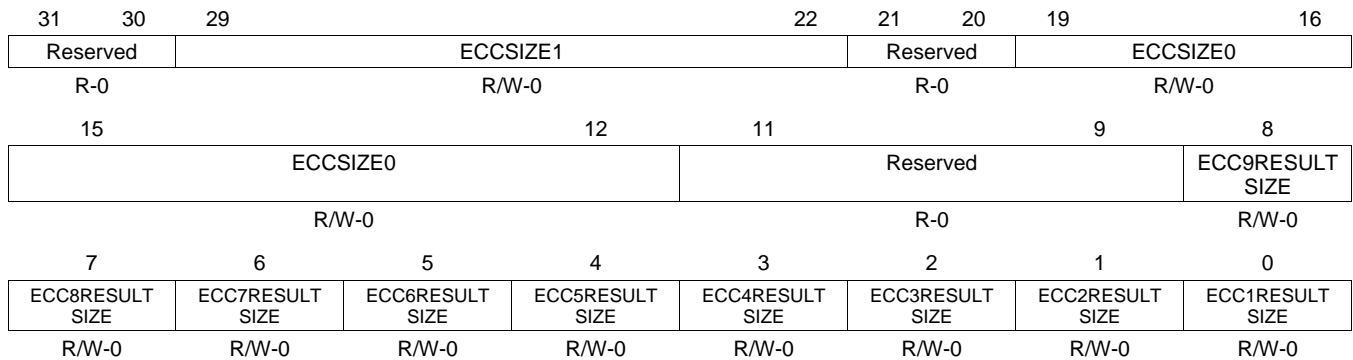 31 30 29 22 21 20 19 16
Reserved ECCSIZE1 Reserved ECCSIZE0
R-0 R/W-0 R-0 R/W-0
15 12 11 9 8
ECCSIZE0 Reserved ECC9RESULT
SIZE
R/W-0 R-0 R/W-0
7 6 5 4 3 2 1 0
ECC8RESULT ECC7RESULT ECC6RESULT ECC5RESULT ECC4RESULT ECC3RESULT ECC2RESULT ECC1RESULT
SIZE SIZE SIZE SIZE SIZE SIZE SIZE SIZE
R/W-0 R/W-0 R/W-0 R/W-0 R/W-0 R/W-0 R/W-0 R/W-0